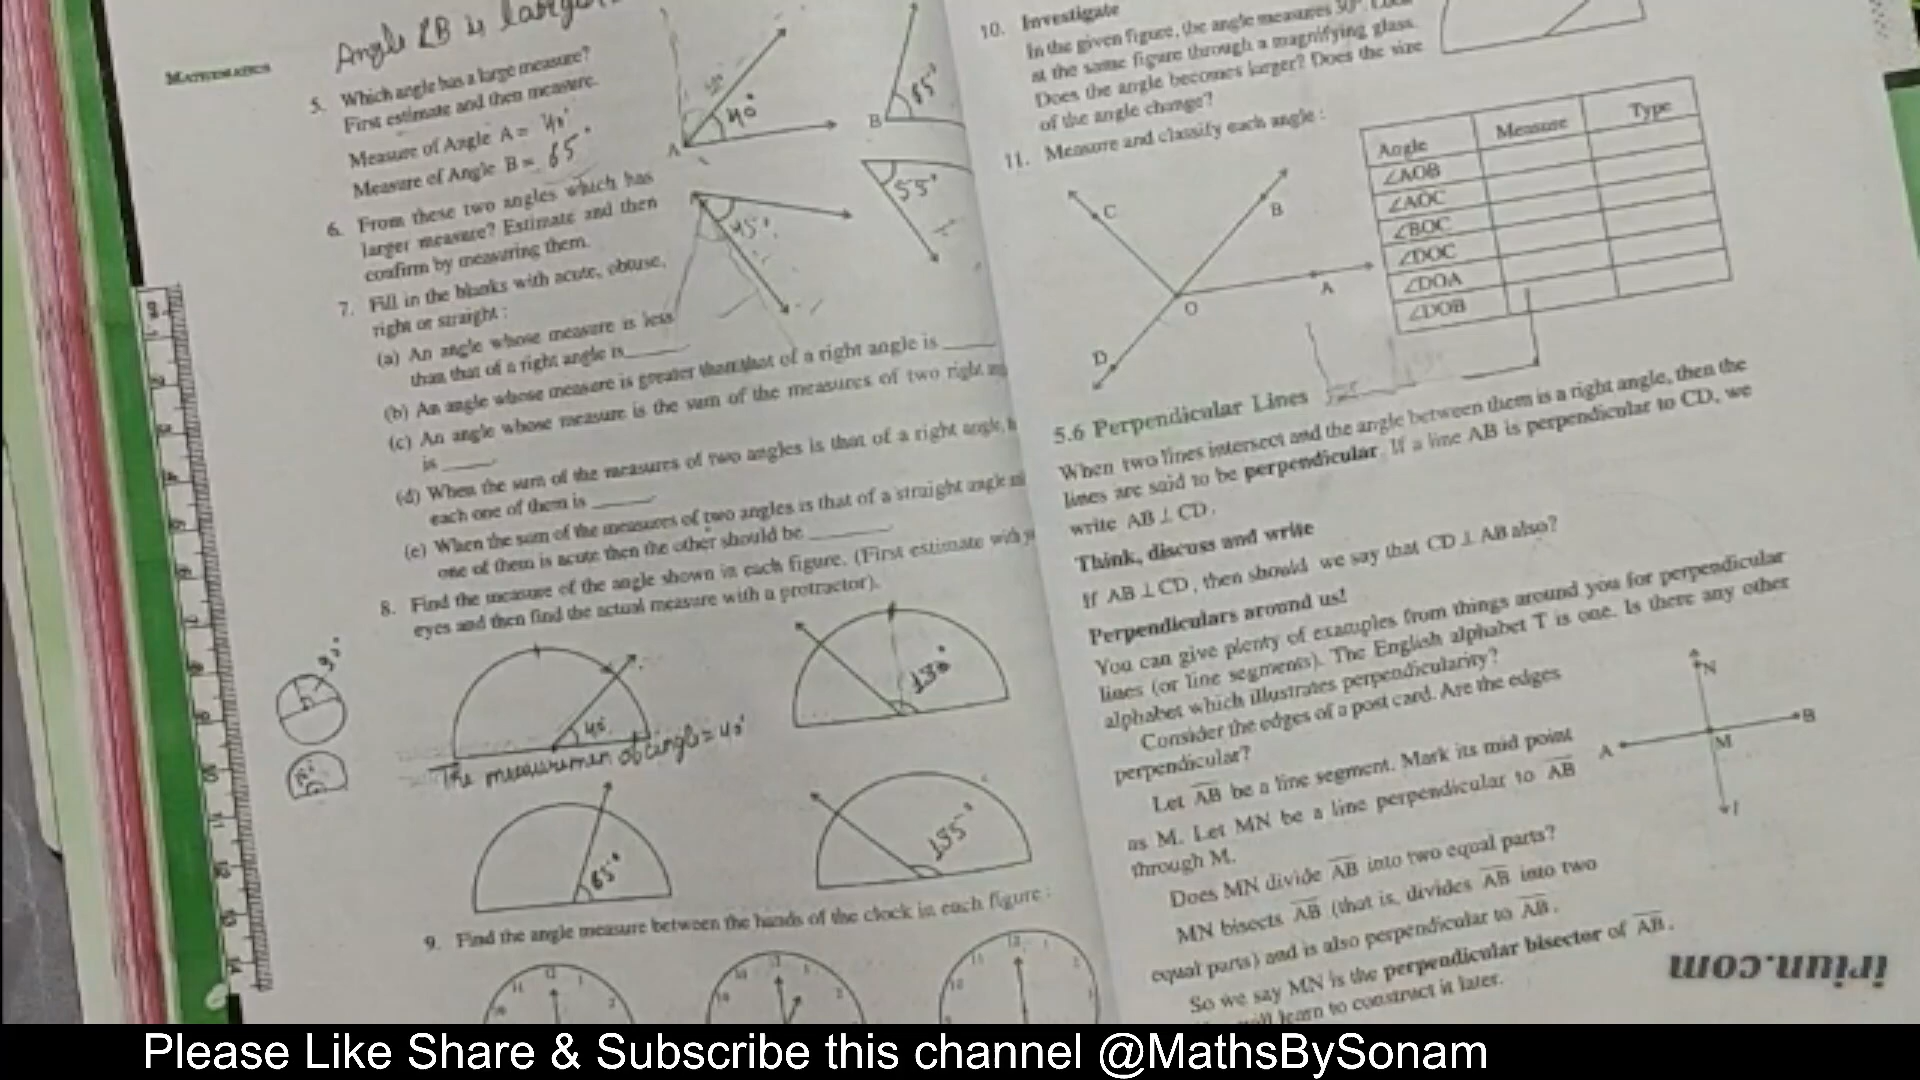 Angle ∠B is larger
MATHEMATICS
5. Which angle has a large measure?
First estimate and then measure.
Measure of Angle A = 40°
Measure of Angle B = 65°
40°
A
65°
B
6. From these two angles which has
larger measure? Estimate and then
confirm by measuring them.
45°
55°
7. Fill in the blanks with acute, obtuse,
right or straight :
(a) An angle whose measure is less
than that of a right angle is
(b) An angle whose measure is greater than that of a right angle is
(c) An angle whose measure is the sum of the measures of two right
is
(d) When the sum of the measures of two angles is that of a right angle,
each one of them is
(e) When the sum of the measures of two angles is that of a straight angle
one of them is acute then the other should be
8. Find the measure of the angle shown in each figure. (First estimate with
eyes and then find the actual measure with a protractor).
90°
40°
130°
The measuremen of angle = 40°
65°
135°
9. Find the angle measure between the hands of the clock in each figure :
10. Investigate
In the given figure, the angle measures 30°.
at the same figure through a magnifying glass.
Does the angle becomes larger? Does the size
of the angle change?
11. Measure and classify each angle :
C
B
O
A
D
Angle Measure Type
∠AOB
∠AOC
∠BOC
∠DOC
∠DOA
∠DOB
5.6 Perpendicular Lines
When two lines intersect and the angle between them is a right angle, then the
lines are said to be perpendicular. If a line AB is perpendicular to CD, we
write AB ⊥ CD.
Think, discuss and write
If AB ⊥ CD, then should we say that CD ⊥ AB also?
Perpendiculars around us!
You can give plenty of examples from things around you for perpendicular
lines (or line segments). The English alphabet T is one. Is there any other
alphabet which illustrates perpendicularity?
Consider the edges of a post card. Are the edges
perpendicular?
Let AB be a line segment. Mark its mid point
as M. Let MN be a line perpendicular to AB
through M.
N
A
M
B
Does MN divide AB into two equal parts?
MN bisects AB (that is, divides AB into two
equal parts) and is also perpendicular to AB.
So we say MN is the perpendicular bisector of AB.
will learn to construct it later.
iriun.com
Please Like Share & Subscribe this channel @MathsBySonam